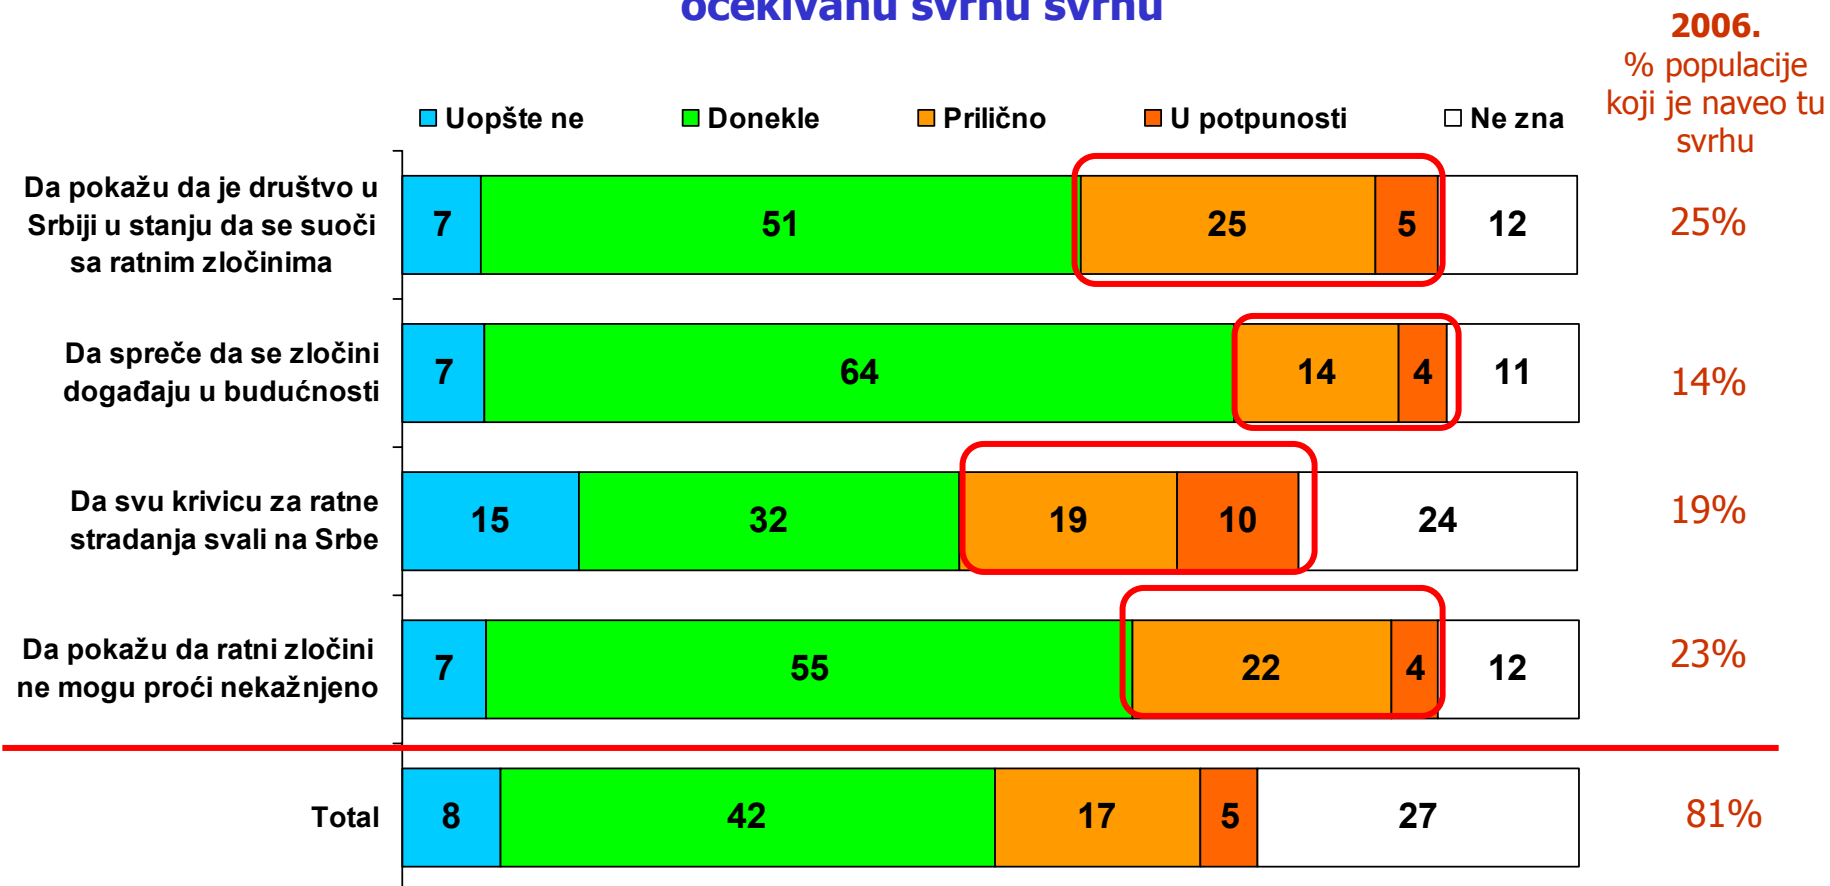 očekivanu svrhu svrhu
2006.
% populacije
koji je naveo tu
svrhu
Uopšte ne Donekle Prilično U potpunosti Ne zna
Da pokažu da je društvo u
Srbiji u stanju da se suoči
sa ratnim zločinima
7 51 25 5 12 25%
Da spreče da se zločini
događaju u budućnosti
7 64 14 4 11 14%
Da svu krivicu za ratne
stradanja svali na Srbe
15 32 19 10 24 19%
Da pokažu da ratni zločini
ne mogu proći nekažnjeno
7 55 22 4 12 23%
Total 8 42 17 5 27 81%